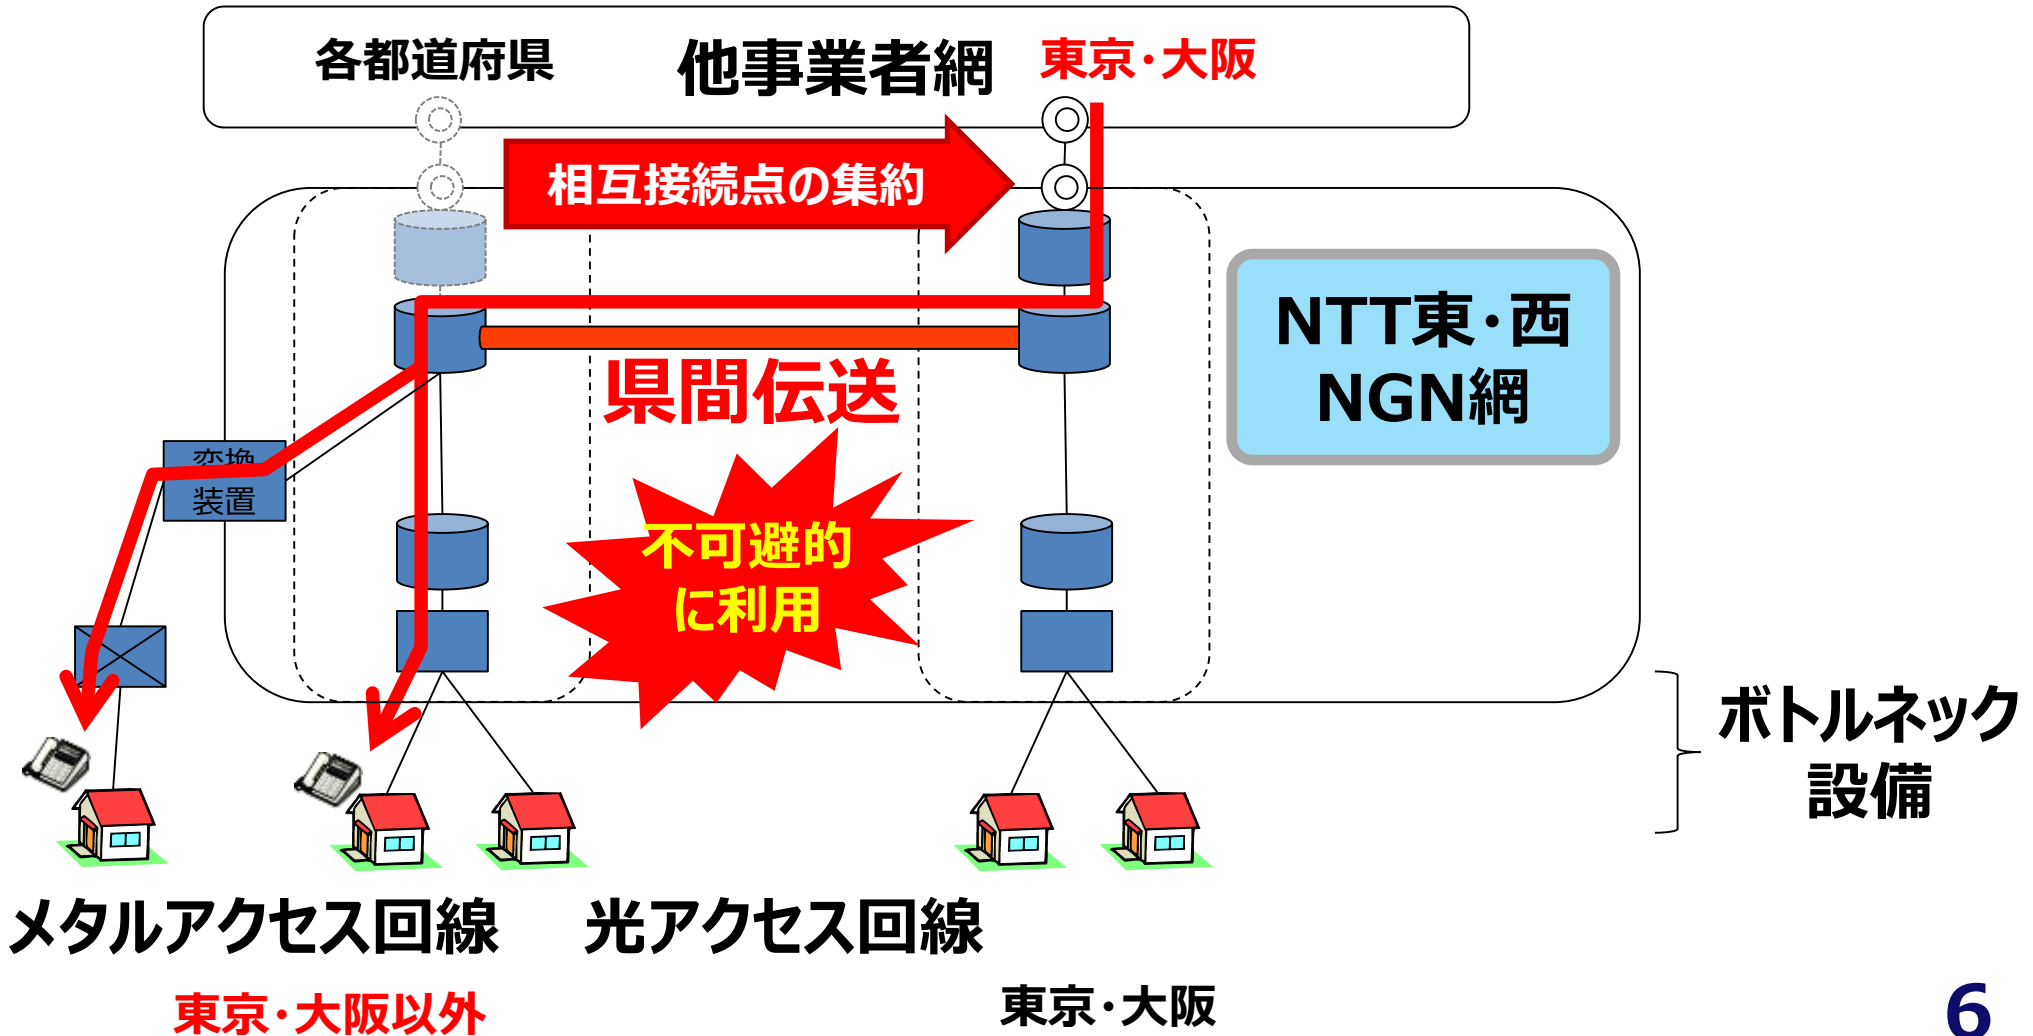 各都道府県
他事業者網
東京・大阪
相互接続点の集約
NTT東・西
NGN網
県間伝送
変換
装置
不可避的
に利用
ボトルネック
設備
メタルアクセス回線
光アクセス回線
東京・大阪以外
東京・大阪
6